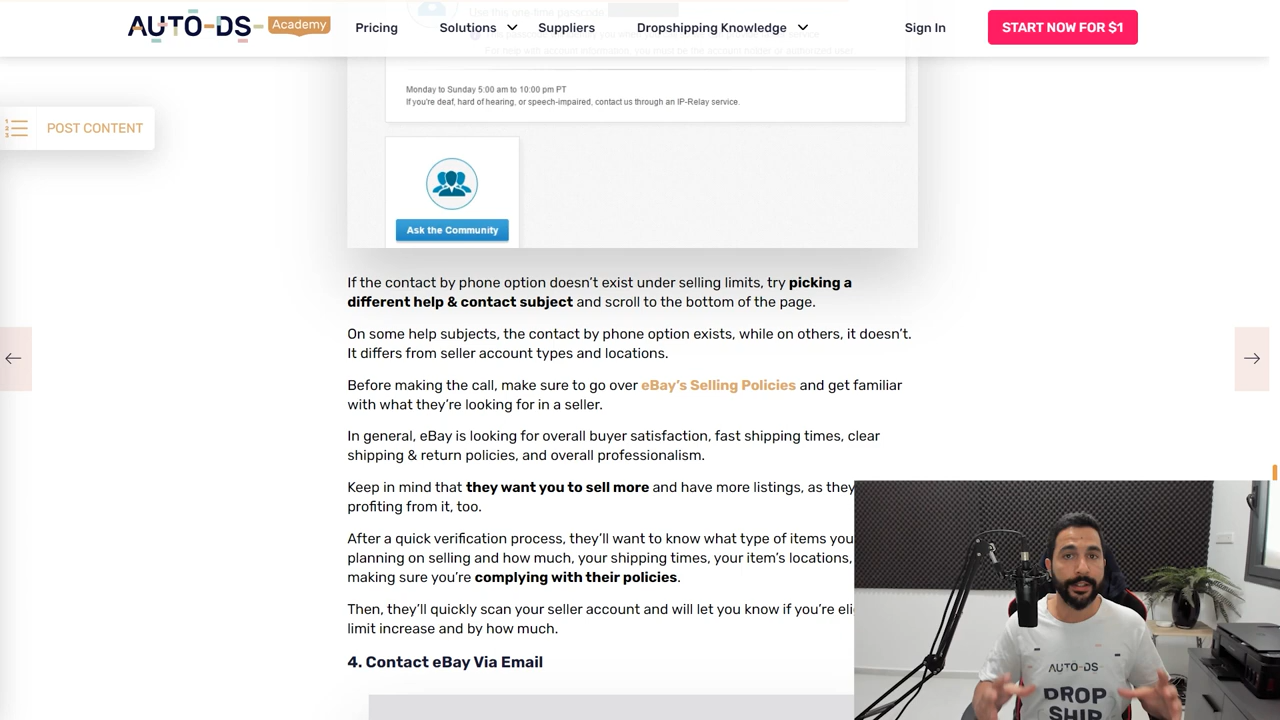 AUTO-DS Academy
Pricing
Solutions
Suppliers
Dropshipping Knowledge
Sign In
START NOW FOR $1
Use this one-time passcode
Monday to Sunday 5:00 am to 10:00 pm PT
If you're deaf, hard of hearing, or speech-impaired, contact us through an IP-Relay service.
POST CONTENT
Ask the Community
If the contact by phone option doesn't exist under selling limits, try picking a
different help & contact subject and scroll to the bottom of the page.
On some help subjects, the contact by phone option exists, while on others, it doesn't.
It differs from seller account types and locations.
Before making the call, make sure to go over eBay's Selling Policies and get familiar
with what they're looking for in a seller.
In general, eBay is looking for overall buyer satisfaction, fast shipping times, clear
shipping & return policies, and overall professionalism.
Keep in mind that they want you to sell more and have more listings, as they
profiting from it, too.
After a quick verification process, they'll want to know what type of items you
planning on selling and how much, your shipping times, your item's locations,
making sure you're complying with their policies.
Then, they'll quickly scan your seller account and will let you know if you're eli
limit increase and by how much.
4. Contact eBay Via Email
AUTO-DS
DROP
SHIP